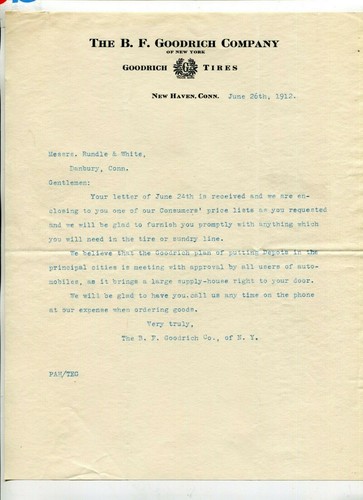 THE B. F. GOODRICH COMPANY
OF NEW YORK
GOODRICH G TIRES
NEW HAVEN, CONN. June 26th, 1912.
Messrs. Rundle & White,
Danbury, Conn.
Gentlemen:
Your letter of June 24th is received and we are en-
closing to you one of our Consumers' price lists as you requested
and we will be glad to furnish you promptly with anything which
you will need in the tire or sundry line.
We believe that the Goodrich plan of putting Depots in the
principal cities is meeting with approval by all users of auto-
mobiles, as it brings a large supply-house right to your door.
We will be glad to have you call us any time on the phone
at our expense when ordering goods.
Very truly,
The B. F. Goodrich Co., of N. Y.
PAH/TEG